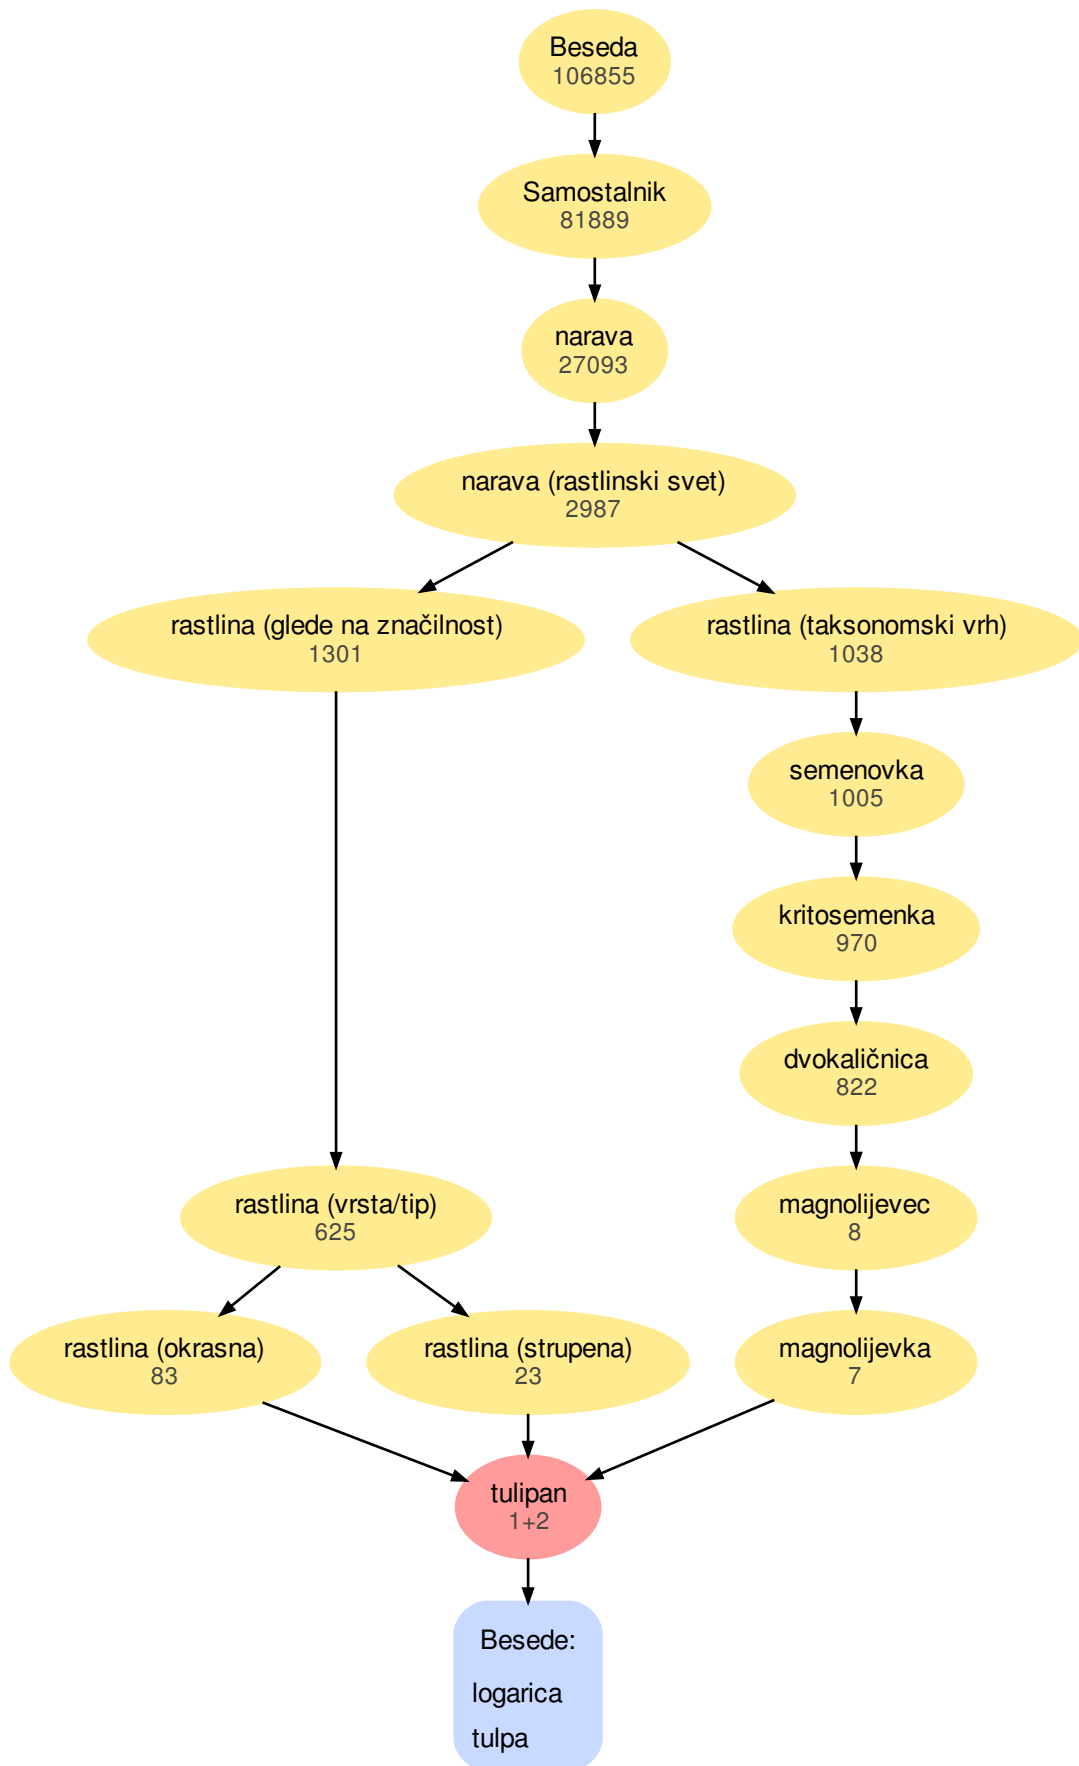 Beseda
106855
Samostalnik
81889
narava
27093
narava (rastlinski svet)
2987
rastlina (glede na značilnost)
1301
rastlina (taksonomski vrh)
1038
semenovka
1005
kritosemenka
970
dvokaličnica
822
rastlina (vrsta/tip)
625
magnolijevec
8
rastlina (okrasna)
83
rastlina (strupena)
23
magnolijevka
7
tulipan
1+2
Besede:
logarica
tulpa